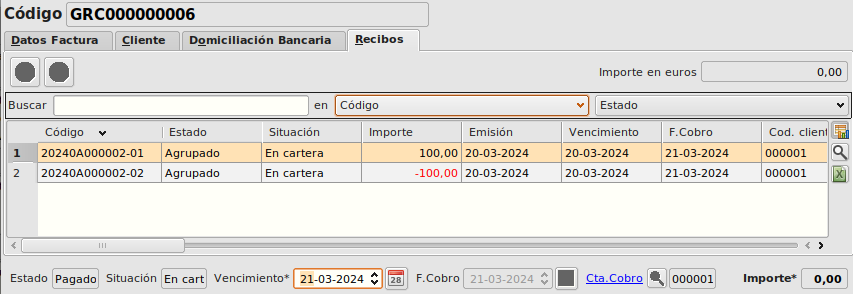 Código GRC000000006
Datos Factura Cliente Domiciliación Bancaria Recibos
Importe en euros 0,00
Buscar en Código Estado
Código Estado Situación Importe Emisión Vencimiento F.Cobro Cod. client
1 20240A000002-01 Agrupado En cartera 100,00 20-03-2024 20-03-2024 21-03-2024 000001
2 20240A000002-02 Agrupado En cartera -100,00 20-03-2024 20-03-2024 21-03-2024 000001
Estado Pagado Situación En cart Vencimiento* 21-03-2024 28 F.Cobro 21-03-2024 Cta.Cobro 000001 Importe* 0,00